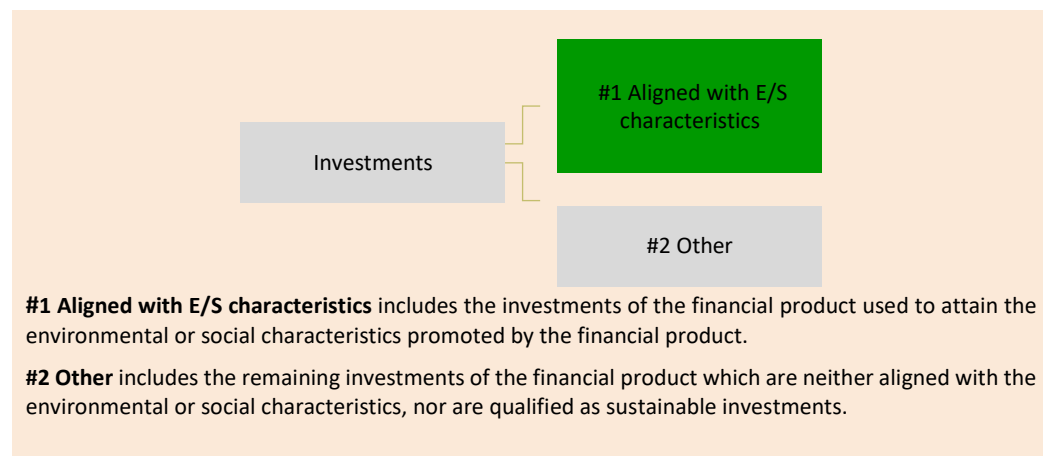 #1 Aligned with E/S
characteristics
Investments
#2 Other
#1 Aligned with E/S characteristics includes the investments of the financial product used to attain the
environmental or social characteristics promoted by the financial product.
#2 Other includes the remaining investments of the financial product which are neither aligned with the
environmental or social characteristics, nor are qualified as sustainable investments.